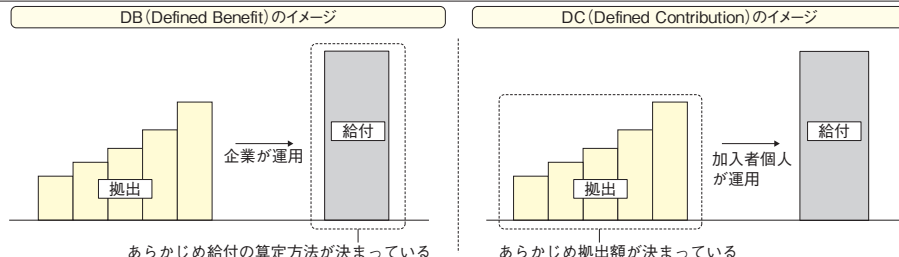 DB(Defined Benefit)のイメージ
給付
企業が運用
拠出
あらかじめ給付の算定方法が決まっている
DC(Defined Contribution)のイメージ
給付
加入者個人
が運用
拠出
あらかじめ拠出額が決まっている